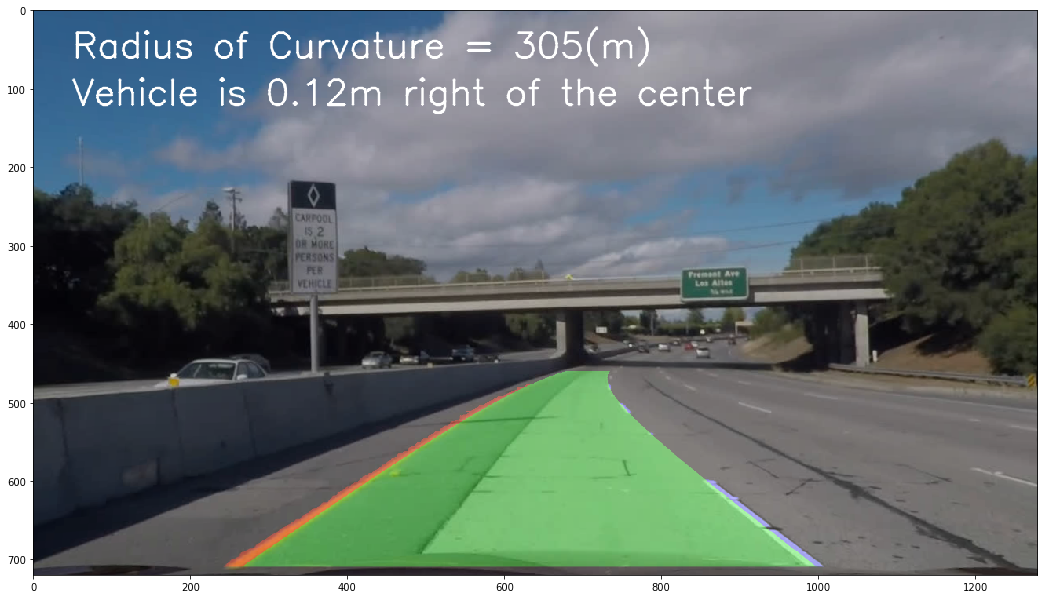 Radius of Curvature = 305(m)
Vehicle is 0.12m right of the center
CARPOOL
IS 2
OR MORE
PERSONS
PER
VEHICLE
Fremont Ave
Los Altos
0
100
200
300
400
500
600
700
0
200
400
600
800
1000
1200